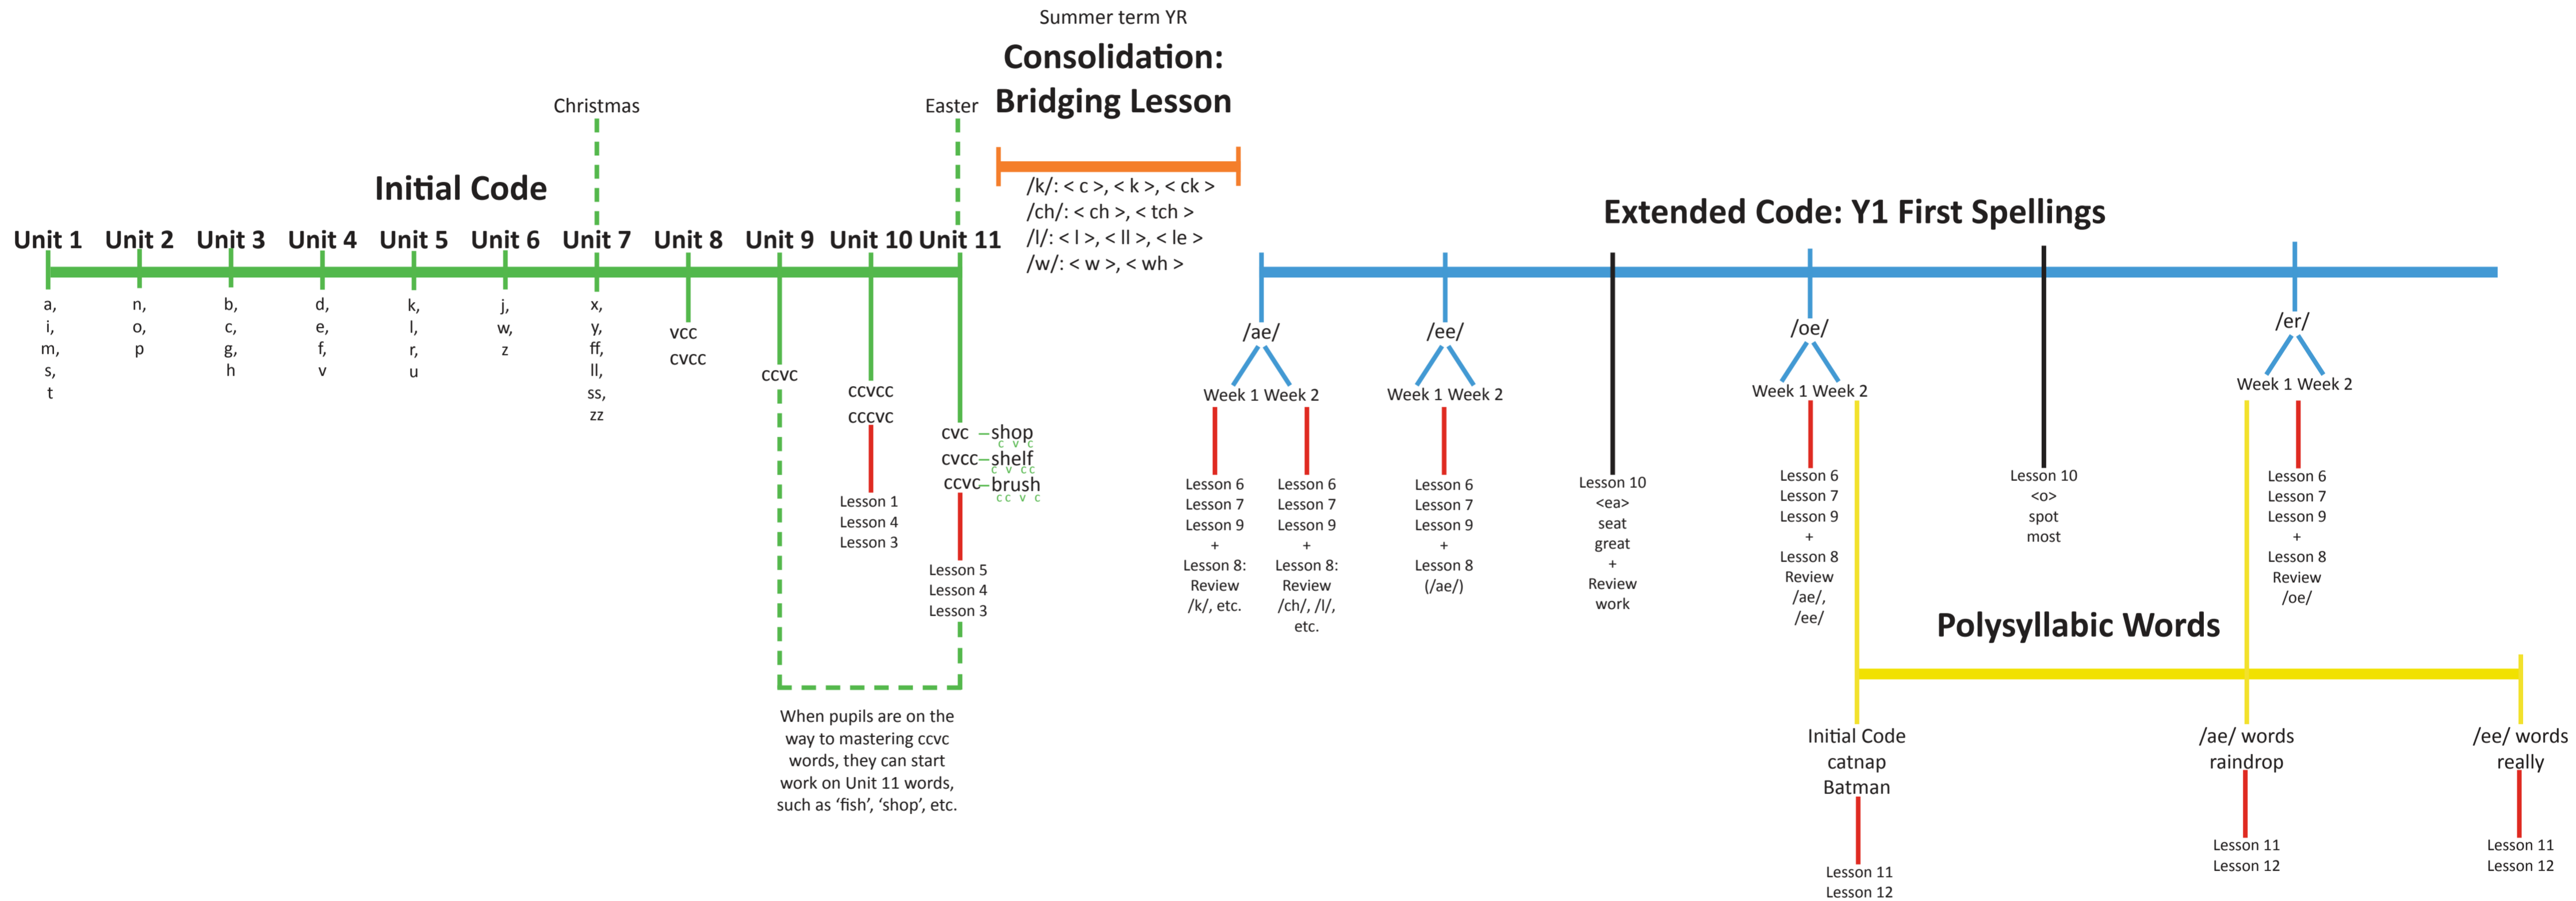 Summer term YR
Consolidation:
Bridging Lesson
Christmas
Easter
Initial Code
/k/: < c >, < k >, < ck >
/ch/: < ch >, < tch >
/l/: < l >, < ll >, < le >
/w/: < w >, < wh >
Extended Code: Y1 First Spellings
Unit 1
Unit 2
Unit 3
Unit 4
Unit 5
Unit 6
Unit 7
Unit 8
Unit 9
Unit 10
Unit 11
a,
i,
m,
s,
t
n,
o,
p
b,
c,
g,
h
d,
e,
f,
v
k,
l,
r,
u
j,
w,
z
x,
y,
ff,
ll,
ss,
zz
vcc
cvcc
ccvc
ccvcc
cccvc
Lesson 1
Lesson 4
Lesson 3
cvc – shop
c v c
cvcc – shelf
c v cc
ccvc – brush
cc v c
Lesson 5
Lesson 4
Lesson 3
When pupils are on the
way to mastering ccvc
words, they can start
work on Unit 11 words,
such as ‘fish’, ‘shop’, etc.
/ae/
Week 1 Week 2
Lesson 6
Lesson 7
Lesson 9
+
Lesson 8:
Review
/k/, etc.
Lesson 6
Lesson 7
Lesson 9
+
Lesson 8:
Review
/ch/, /l/,
etc.
/ee/
Week 1 Week 2
Lesson 6
Lesson 7
Lesson 9
+
Lesson 8
(/ae/)
Lesson 10
<ea>
seat
great
+
Review
work
/oe/
Week 1 Week 2
Lesson 6
Lesson 7
Lesson 9
+
Lesson 8
Review
/ae/,
/ee/
Lesson 10
<o>
spot
most
/er/
Week 1 Week 2
Lesson 6
Lesson 7
Lesson 9
+
Lesson 8
Review
/oe/
Polysyllabic Words
Initial Code
catnap
Batman
Lesson 11
Lesson 12
/ae/ words
raindrop
Lesson 11
Lesson 12
/ee/ words
really
Lesson 11
Lesson 12